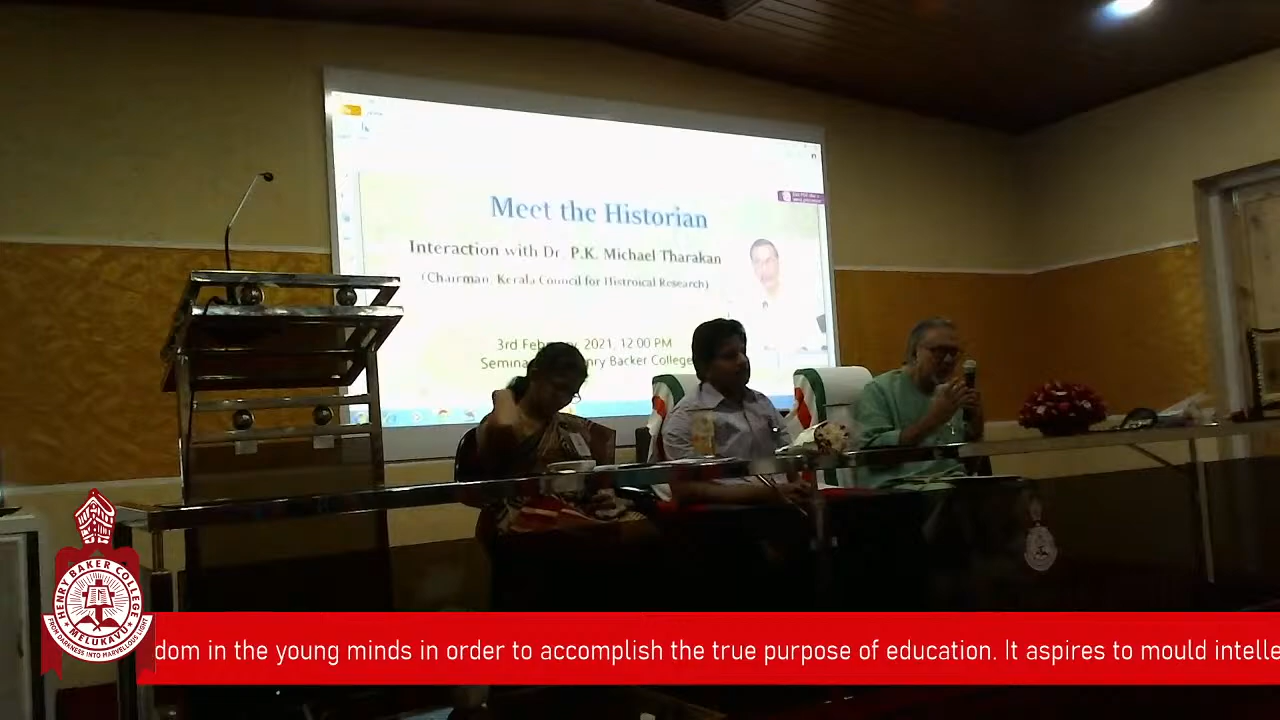 Meet the Historian
Interaction with Dr. P.K. Michael Tharakan
(Chairman, Kerala Council for Histroical Research)
3rd Feb 2021, 12:00 PM
Semina nry Backer College
HENRY BAKER COLLEGE
MELUKAVU
FROM DARKNESS INTO MARVELLOUS LIGHT
dom in the young minds in order to accomplish the true purpose of education. It aspires to mould intelle